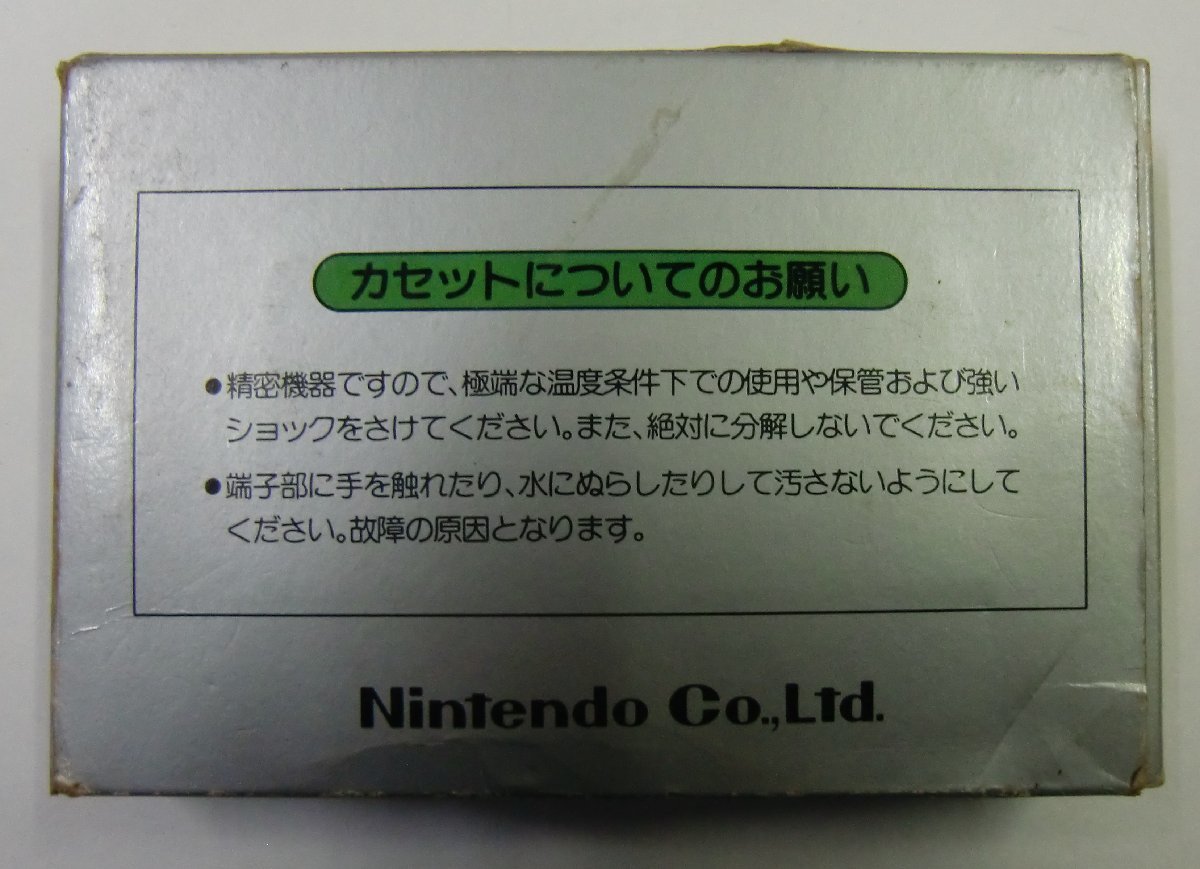 カセットについてのお願い
●精密機器ですので、極端な温度条件下での使用や保管および強い
ショックをさけてください。また、絶対に分解しないでください。
●端子部に手を触れたり、水にぬらしたりして汚さないようにして
ください。故障の原因となります。
Nintendo Co.,Ltd.